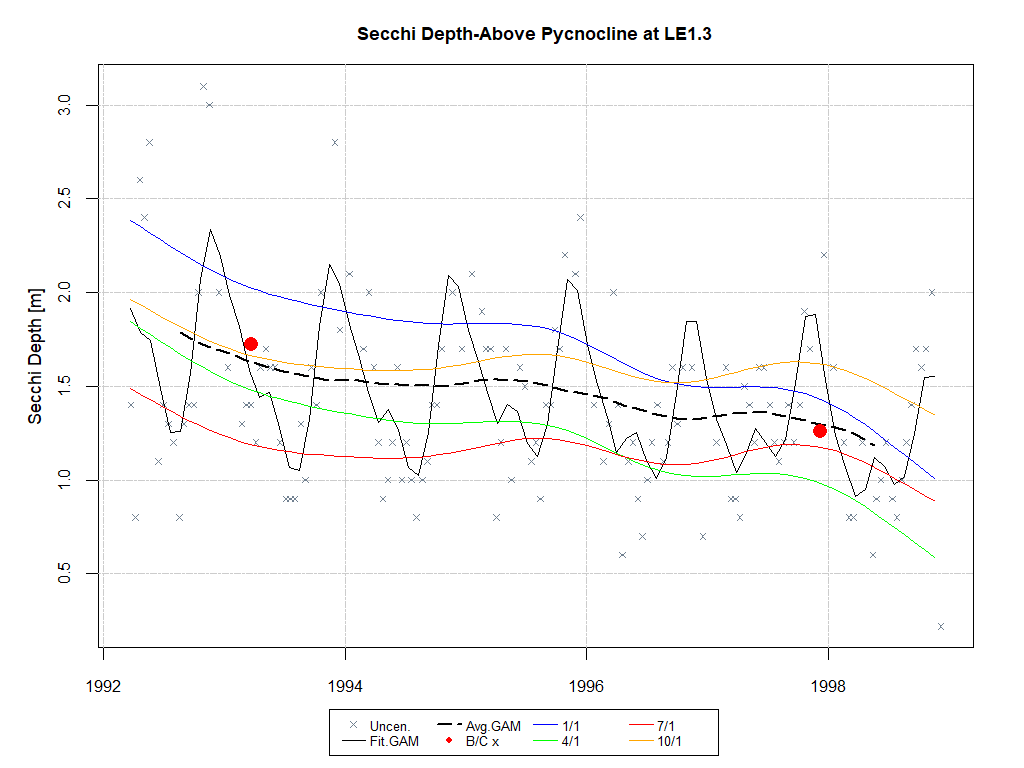 Secchi Depth-Above Pycnocline at LE1.3
Secchi Depth [m]
3.0
2.5
2.0
1.5
1.0
0.5
1992 1994 1996 1998
Uncen. Avg.GAM 1/1 7/1
Fit.GAM B/C x 4/1 10/1